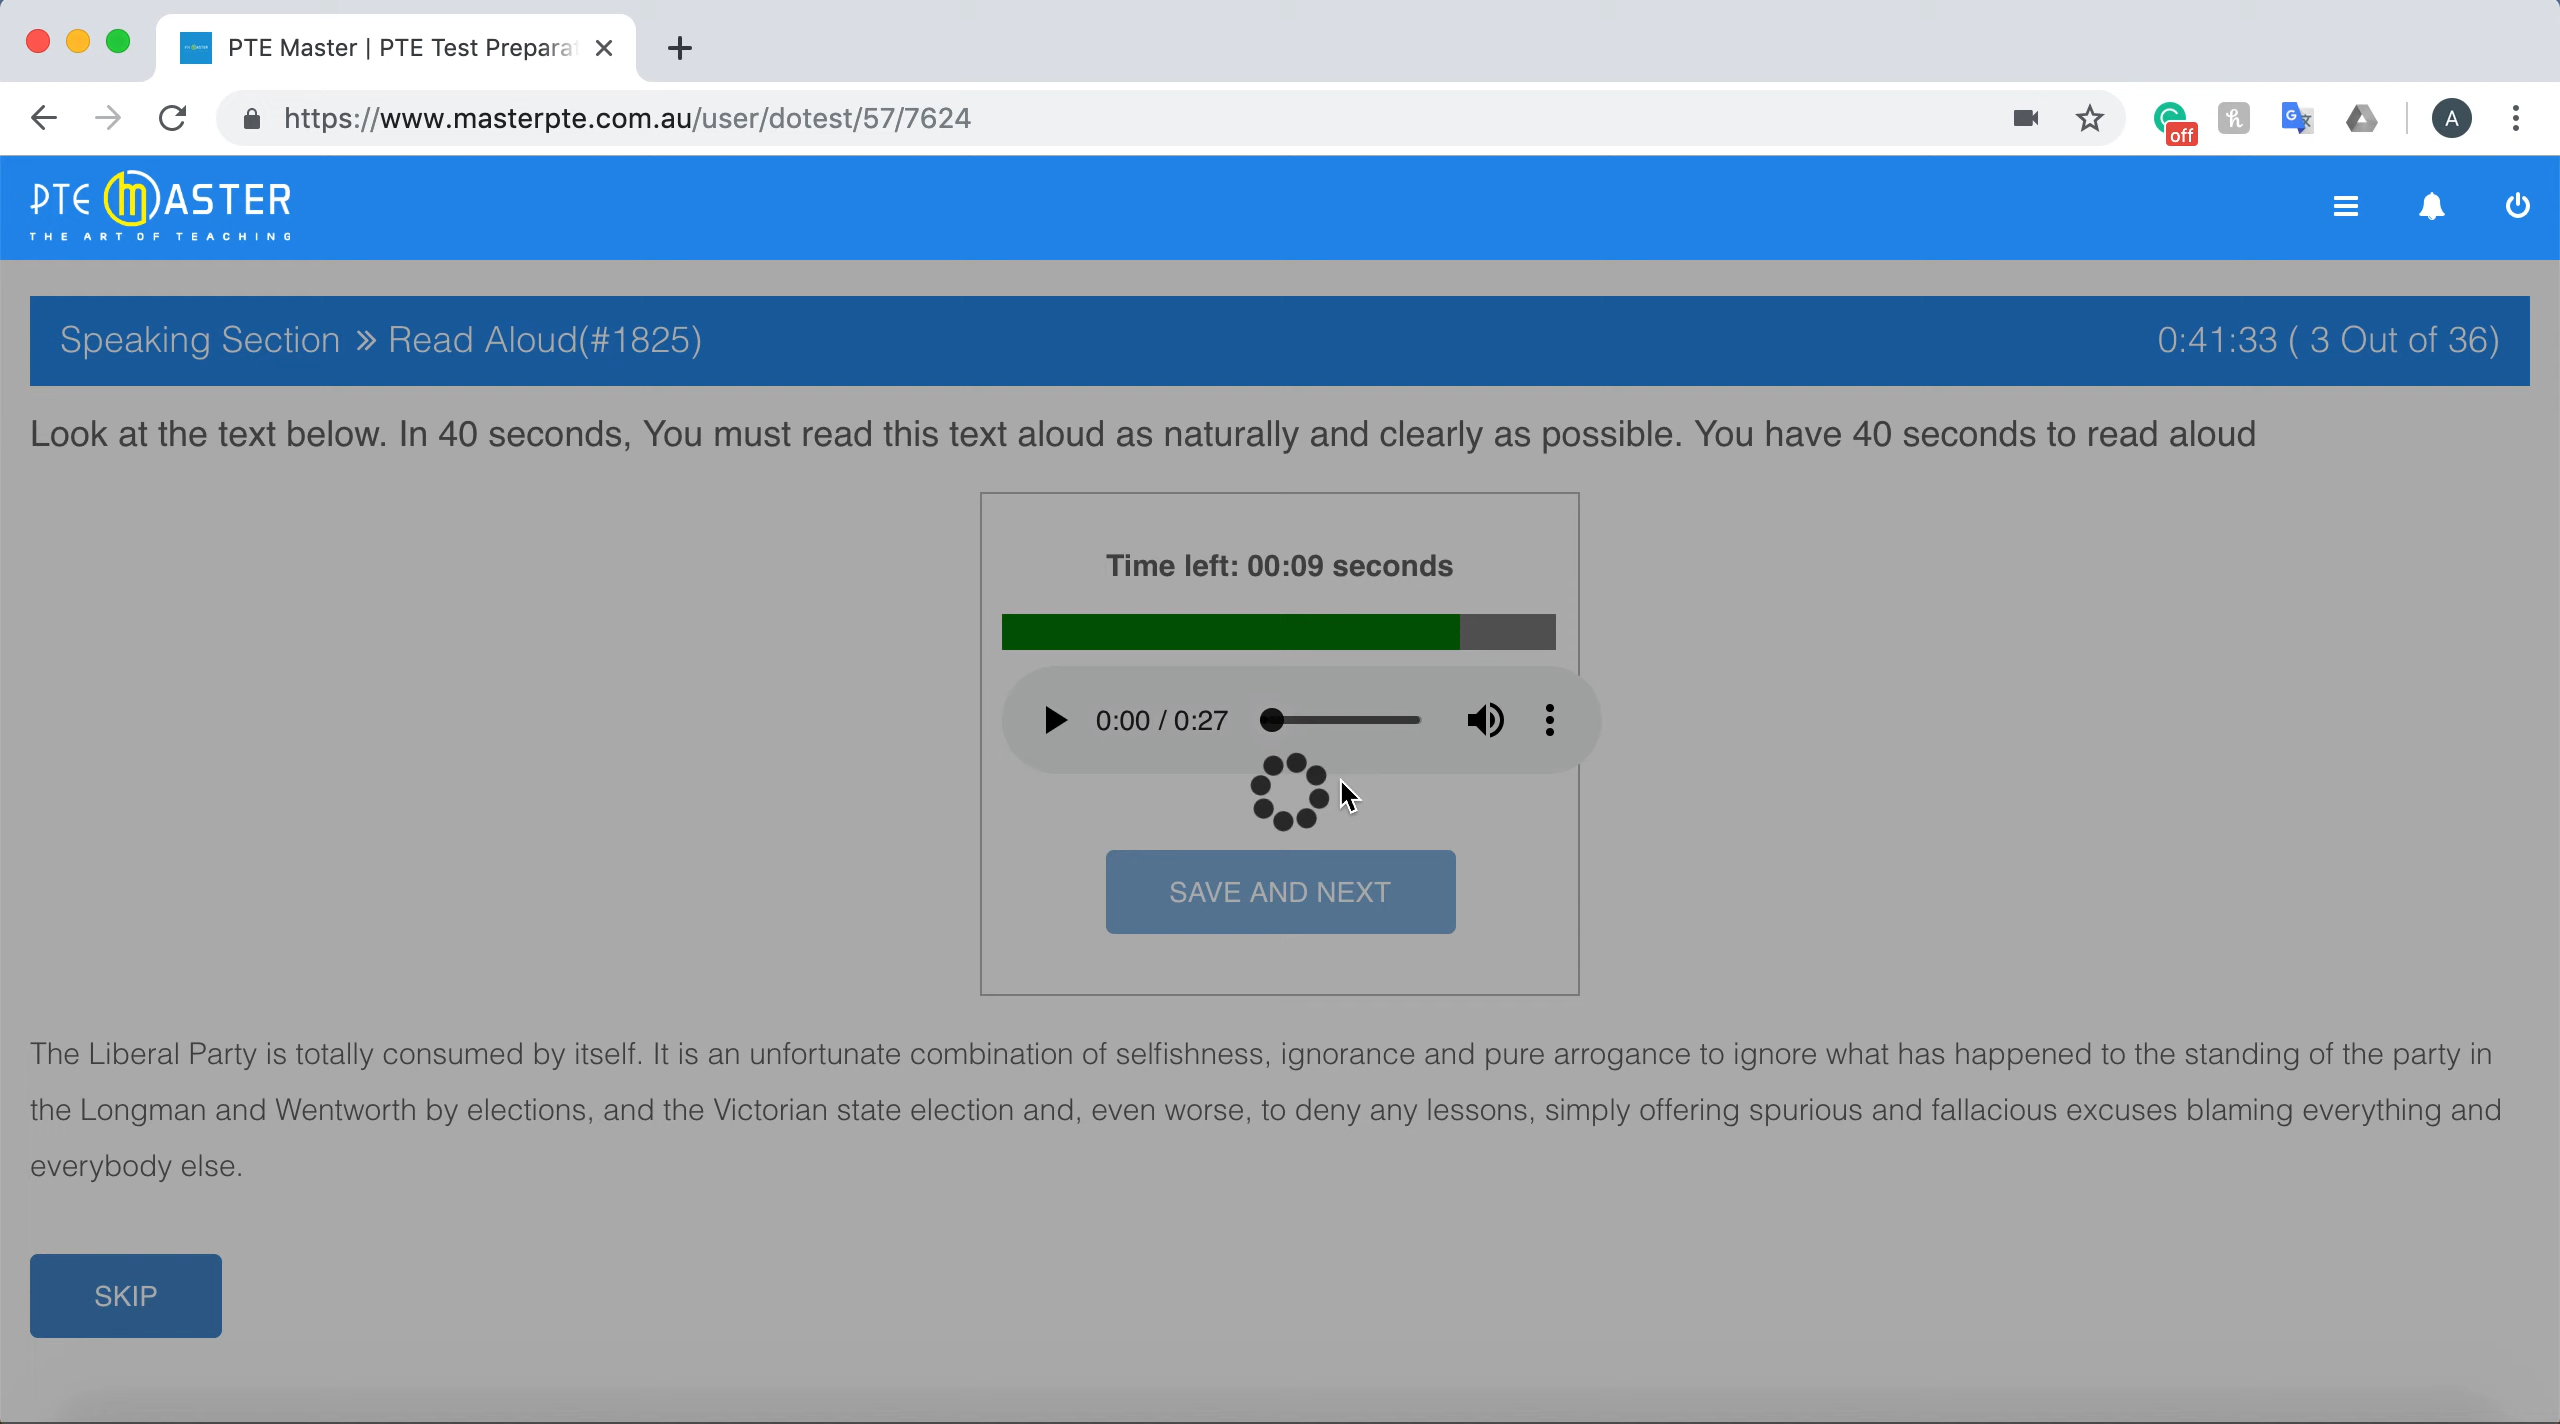 PTE Master | PTE Test Prepara
https://www.masterpte.com.au/user/dotest/57/7624
off
A
PTE MASTER
THE ART OF TEACHING
Speaking Section » Read Aloud(#1825)
0:41:33 ( 3 Out of 36)
Look at the text below. In 40 seconds, You must read this text aloud as naturally and clearly as possible. You have 40 seconds to read aloud
Time left: 00:09 seconds
0:00 / 0:27
SAVE AND NEXT
The Liberal Party is totally consumed by itself. It is an unfortunate combination of selfishness, ignorance and pure arrogance to ignore what has happened to the standing of the party in
the Longman and Wentworth by elections, and the Victorian state election and, even worse, to deny any lessons, simply offering spurious and fallacious excuses blaming everything and
everybody else.
SKIP